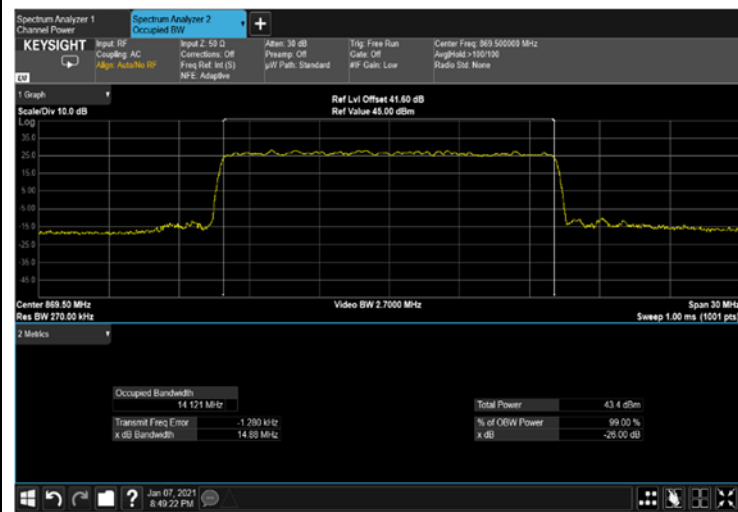 Spectrum Analyzer 1
Channel Power
Spectrum Analyzer 2
Occupied BW
+
KEYSIGHT
Input: RF
Coupling: AC
Align: Auto/No RF
Input Z: 50 Ω
Corrections: Off
Freq Ref: Int (S)
NFE: Adaptive
Atten: 30 dB
Preamp: Off
µW Path: Standard
Trig: Free Run
Gate: Off
#IF Gain: Low
Center Freq: 869.500000 MHz
Avg|Hold:>100/100
Radio Std: None
1 Graph
Scale/Div 10.0 dB
Ref Lvl Offset 41.60 dB
Ref Value 45.00 dBm
Log
35.0
25.0
15.0
5.00
-5.00
-15.0
-25.0
-35.0
-45.0
Center 869.50 MHz
Res BW 270.00 kHz
Video BW 2.7000 MHz
Span 30 MHz
Sweep 1.00 ms (1001 pts)
2 Metrics
Occupied Bandwidth
14.121 MHz
Transmit Freq Error -1.280 kHz
x dB Bandwidth 14.88 MHz
Total Power 43.4 dBm
% of OBW Power 99.00 %
x dB -26.00 dB
?
Jan 07, 2021
8:49:22 PM